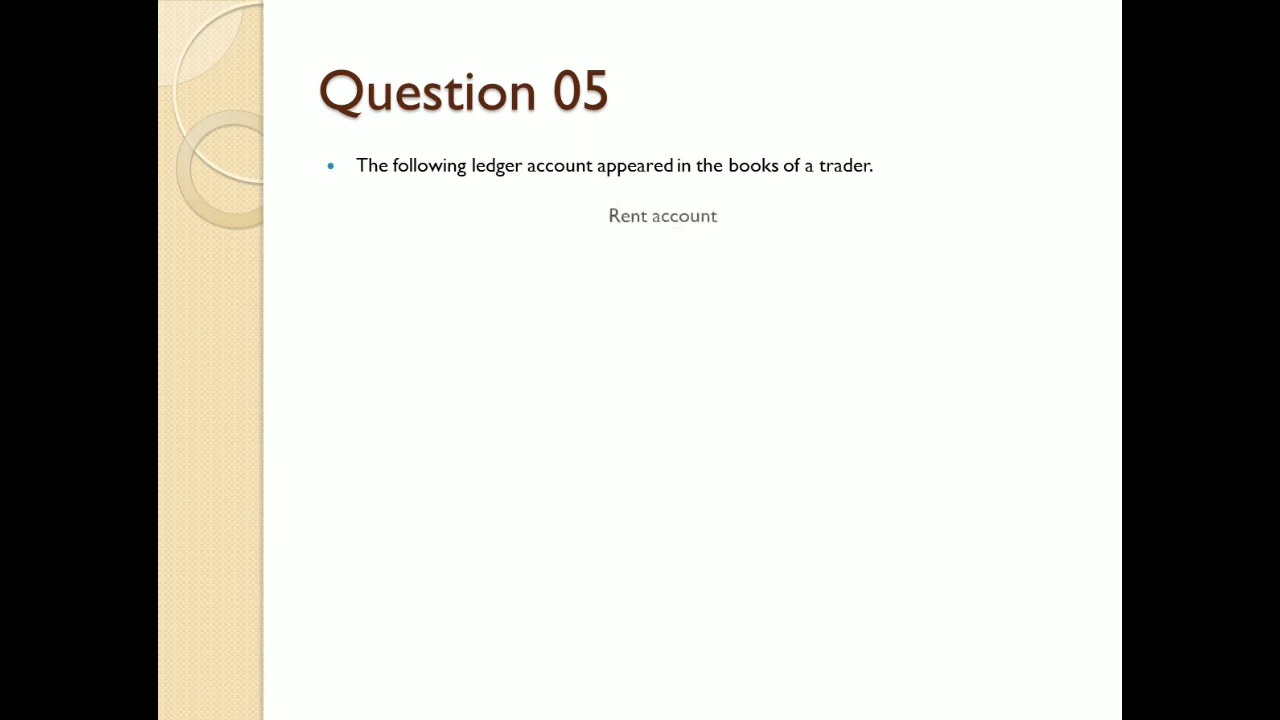 Question 05
The following ledger account appeared in the books of a trader.
Rent account